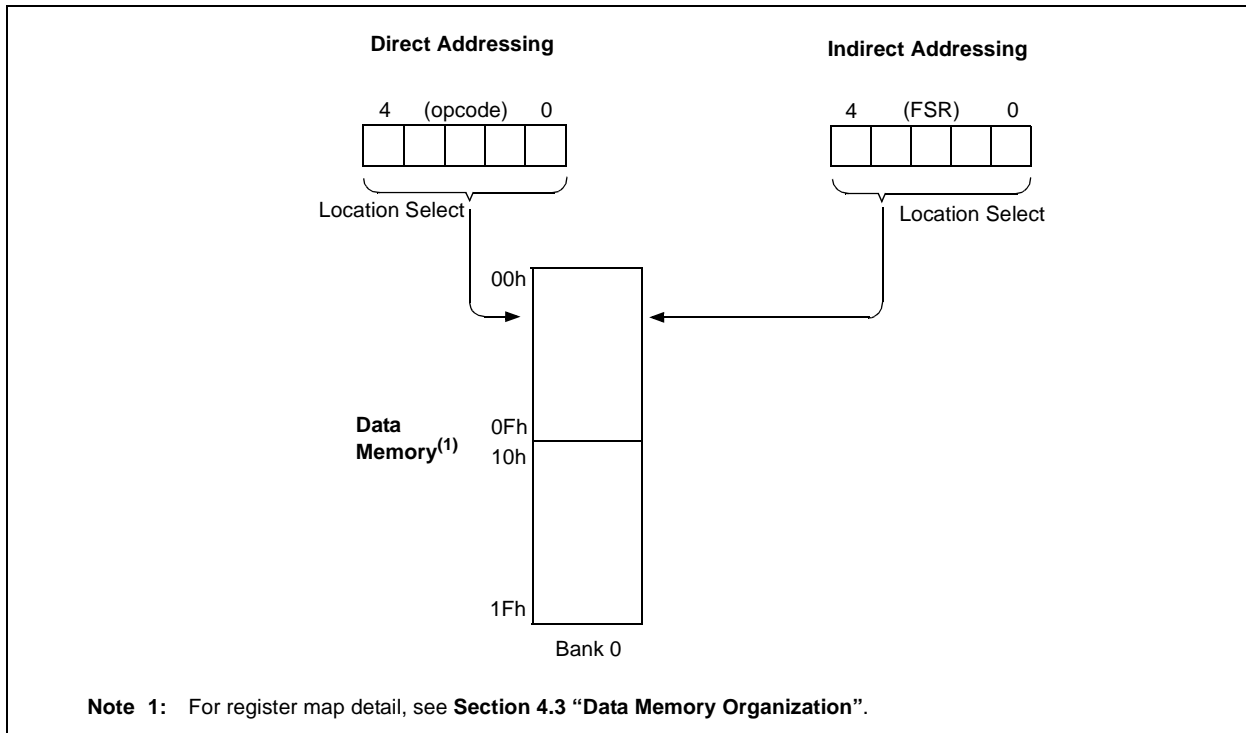 Direct Addressing
Indirect Addressing
4 (opcode) 0
4 (FSR) 0
Location Select
Location Select
00h
Data
Memory(1)
0Fh
10h
1Fh
Bank 0
Note 1: For register map detail, see Section 4.3 “Data Memory Organization”.